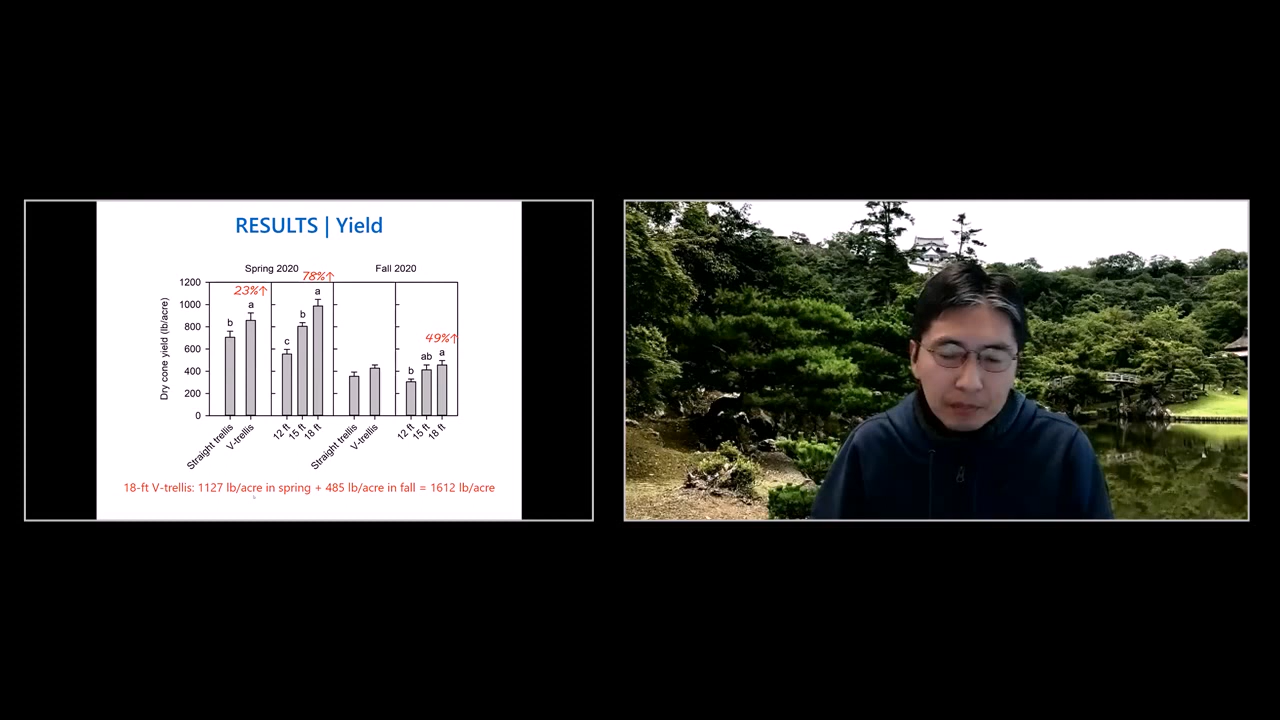 RESULTS | Yield
Spring 2020
Fall 2020
78%↑
23%↑
49%↑
Dry cone yield (lb/acre)
1200
1000
800
600
400
200
0
b
a
c
b
a
b
ab
a
Straight trellis
V-trellis
12 ft
15 ft
18 ft
Straight trellis
V-trellis
12 ft
15 ft
18 ft
18-ft V-trellis: 1127 lb/acre in spring + 485 lb/acre in fall = 1612 lb/acre